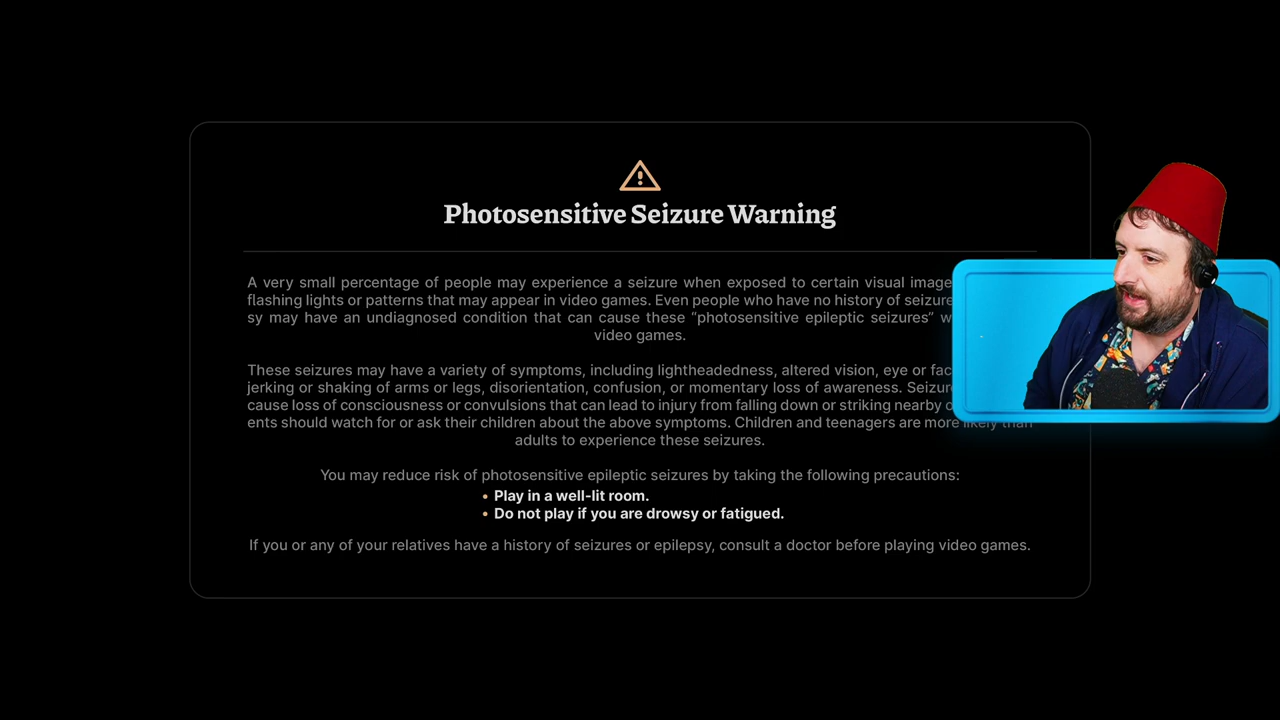 Photosensitive Seizure Warning
A very small percentage of people may experience a seizure when exposed to certain visual image
flashing lights or patterns that may appear in video games. Even people who have no history of seizure
sy may have an undiagnosed condition that can cause these “photosensitive epileptic seizures” w
video games.
These seizures may have a variety of symptoms, including lightheadedness, altered vision, eye or fac
jerking or shaking of arms or legs, disorientation, confusion, or momentary loss of awareness. Seizur
cause loss of consciousness or convulsions that can lead to injury from falling down or striking nearby o
ents should watch for or ask their children about the above symptoms. Children and teenagers are more likely than
adults to experience these seizures.
You may reduce risk of photosensitive epileptic seizures by taking the following precautions:
• Play in a well-lit room.
• Do not play if you are drowsy or fatigued.
If you or any of your relatives have a history of seizures or epilepsy, consult a doctor before playing video games.